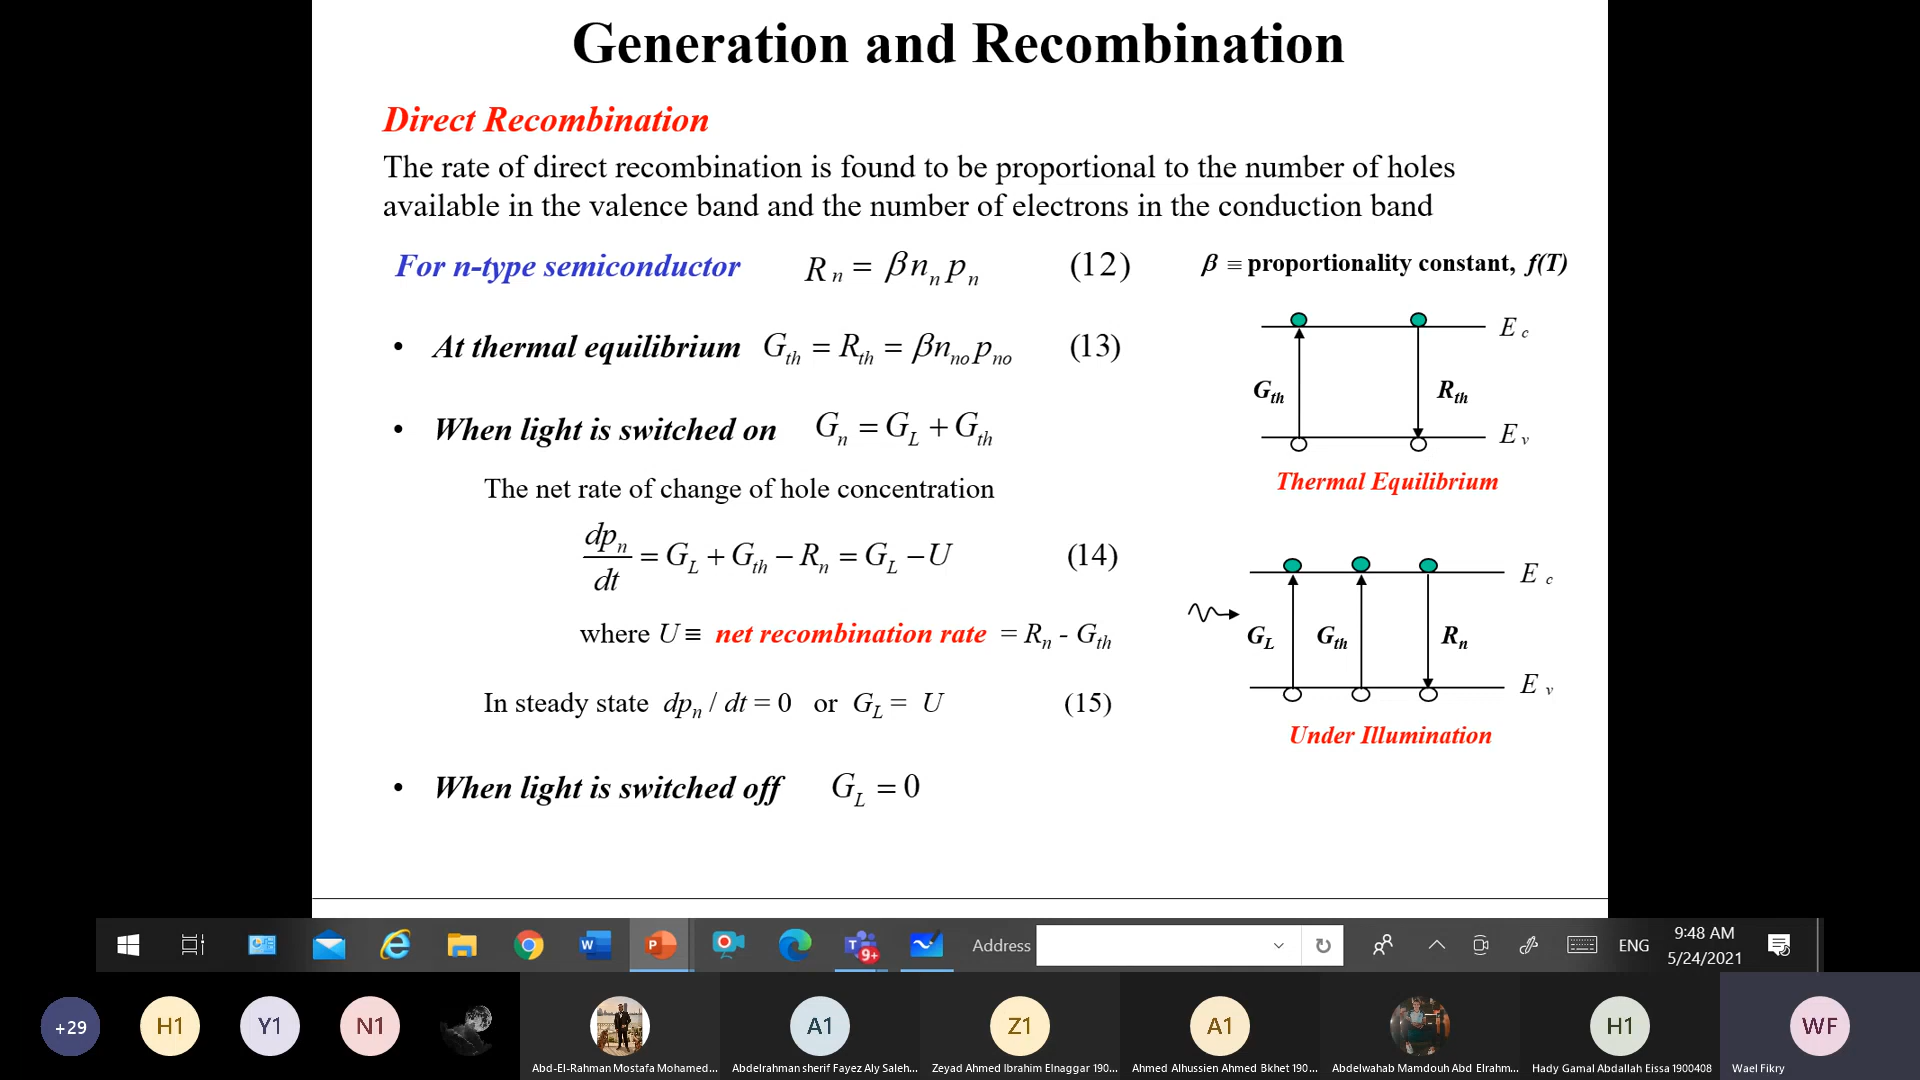 Generation and Recombination
Direct Recombination
The rate of direct recombination is found to be proportional to the number of holes
available in the valence band and the number of electrons in the conduction band
For n-type semiconductor R_n = βn_n p_n (12) β ≡ proportionality constant, f(T)
• At thermal equilibrium G_th = R_th = βn_no p_no (13)
E_c
G_th R_th
E_v
Thermal Equilibrium
• When light is switched on G_n = G_L + G_th
The net rate of change of hole concentration
dp_n/dt = G_L + G_th − R_n = G_L − U (14)
where U ≡ net recombination rate = R_n - G_th
E_c
G_L G_th R_n
E_v
Under Illumination
In steady state dp_n / dt = 0 or G_L = U (15)
• When light is switched off G_L = 0
Address
ENG
9:48 AM
5/24/2021
9+
+29 H1 Y1 N1 A1 Z1 A1 H1 WF
Abd-El-Rahman Mostafa Mohamed...
Abdelrahman sherif Fayez Aly Saleh...
Zeyad Ahmed Ibrahim Elnaggar 190...
Ahmed Alhussien Ahmed Bkhet 190...
Abdelwahab Mamdouh Abd Elrahm...
Hady Gamal Abdallah Eissa 1900408
Wael Fikry